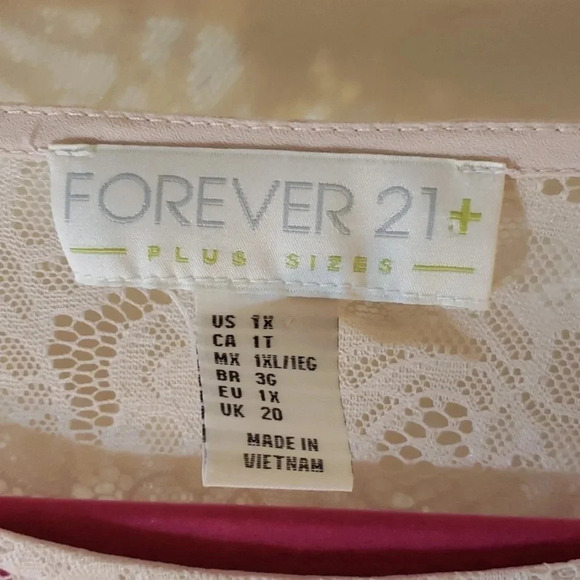 FOREVER 21+
PLUS SIZES
US 1X
CA 1T
MX 1XL/1EG
BR 3G
EU 1X
UK 20
MADE IN
VIETNAM